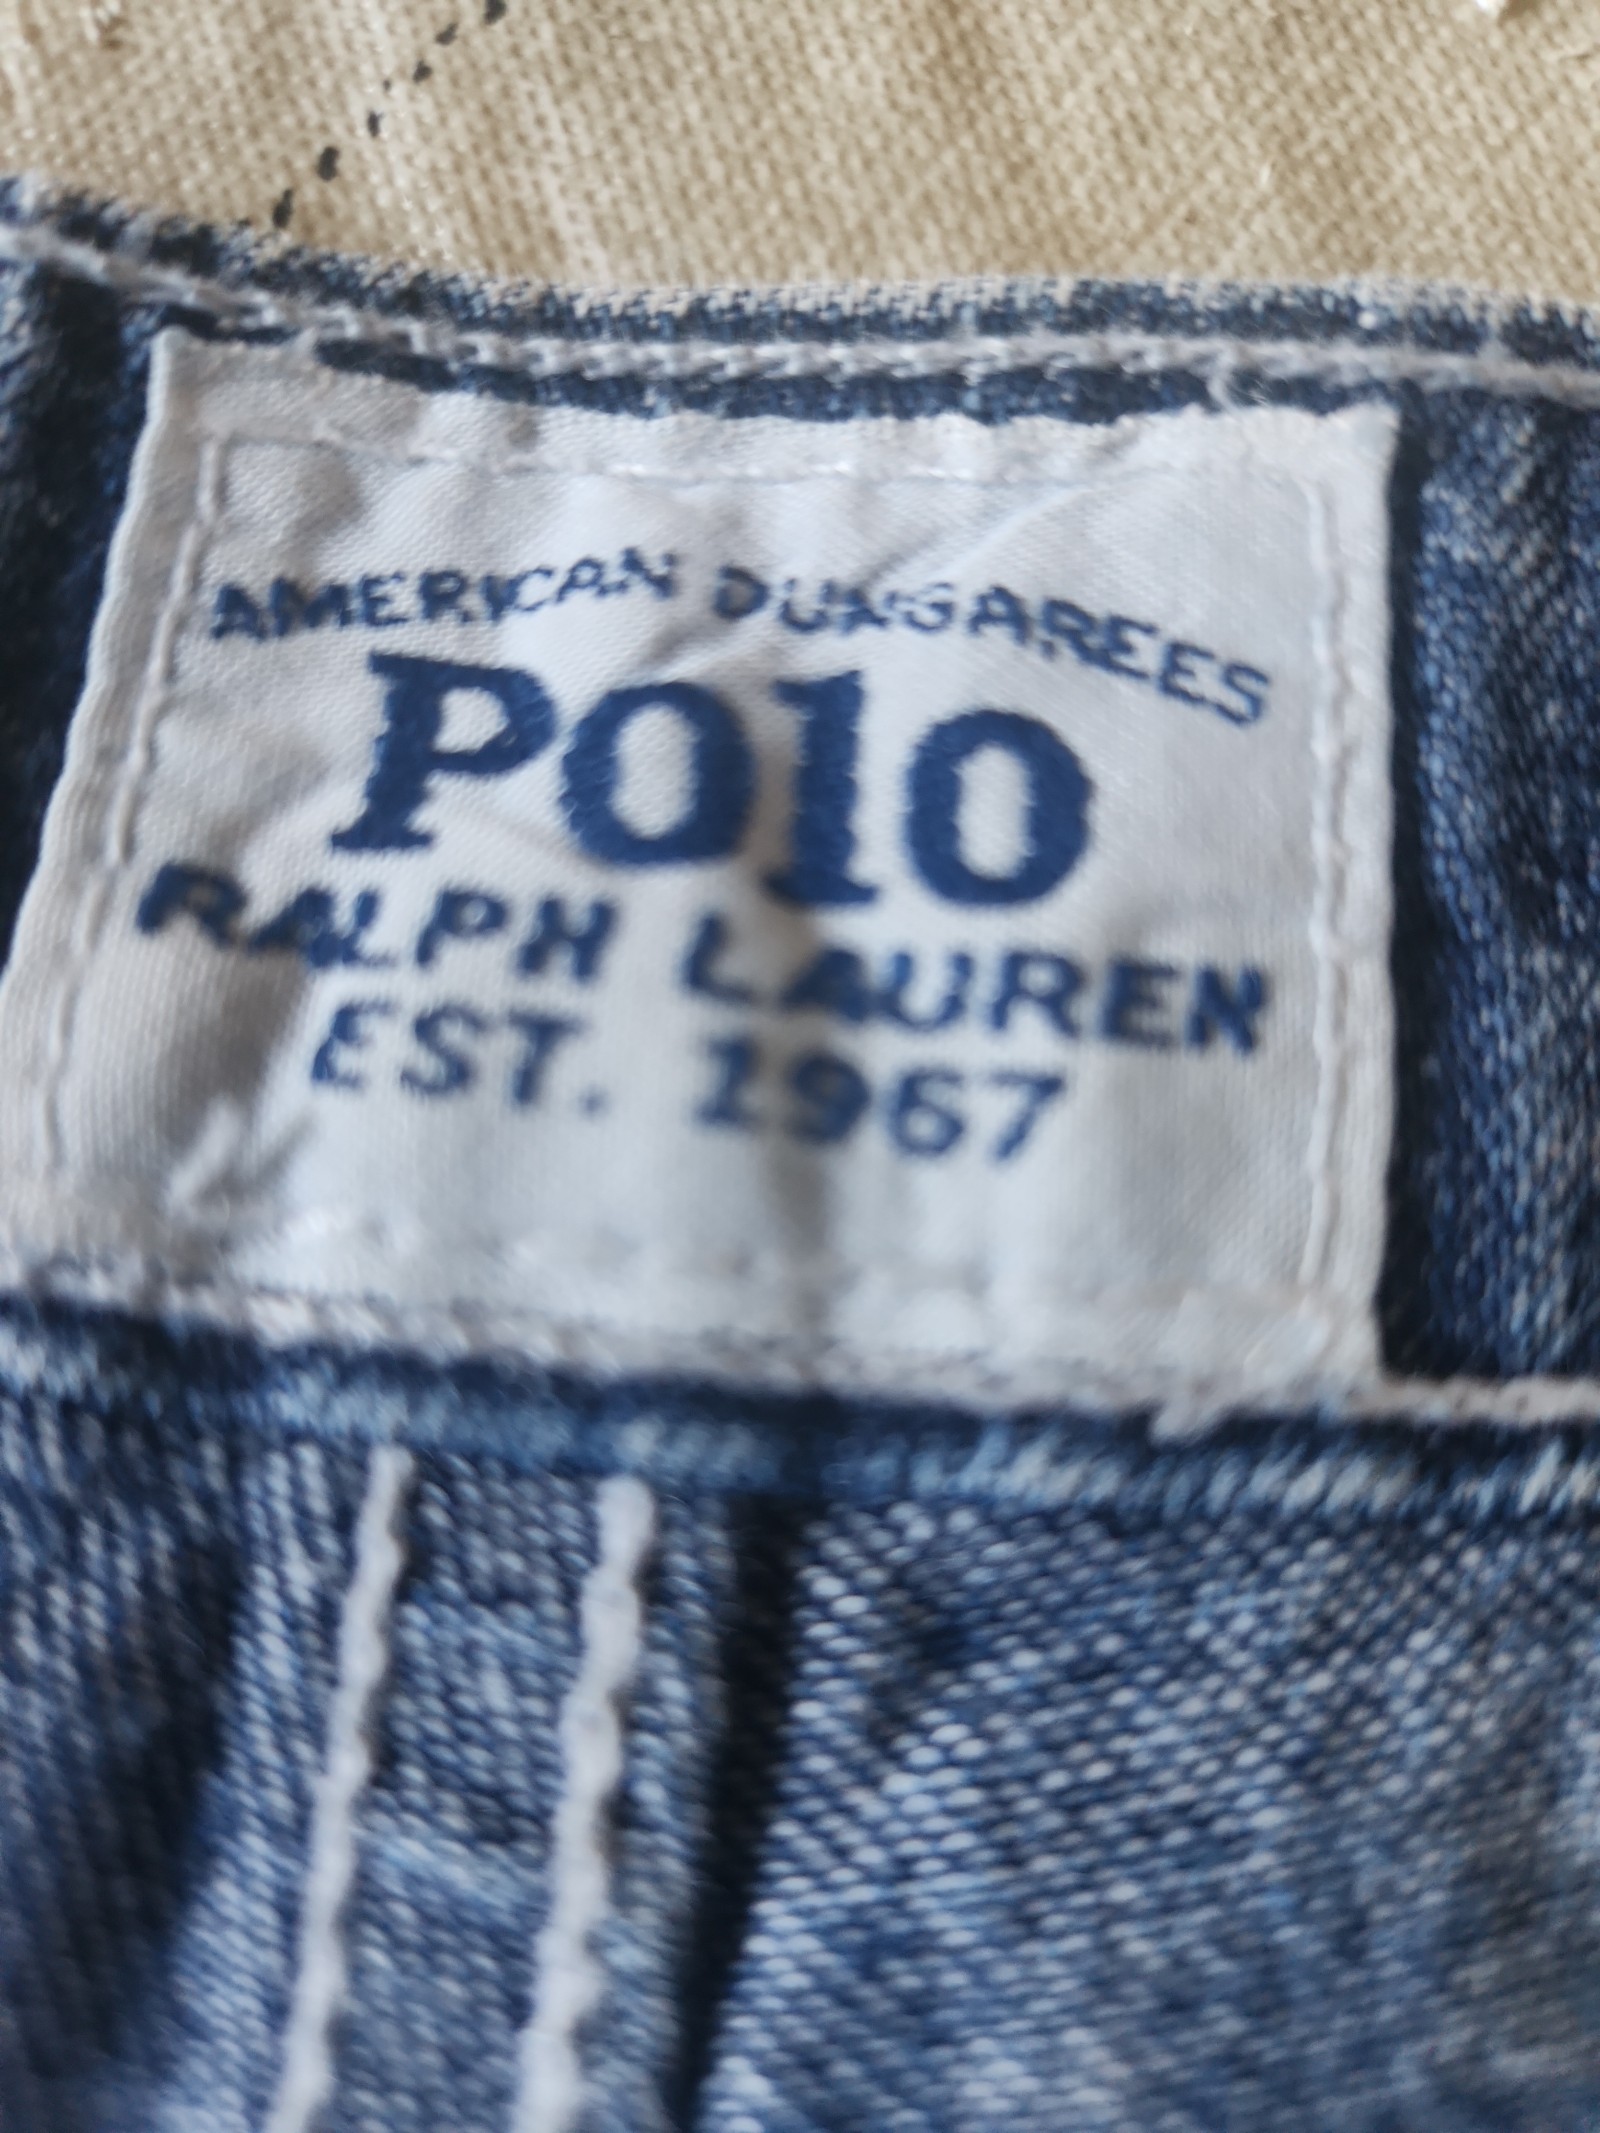 AMERICAN DUNGAREES
Polo
RALPH LAUREN
EST. 1967